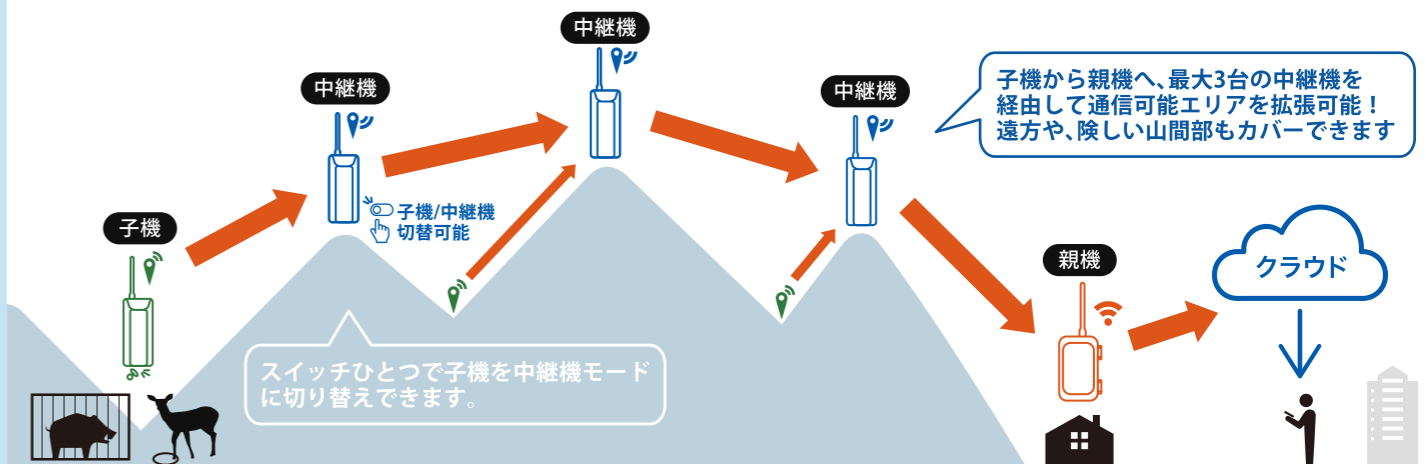 中継機
中継機
中継機
子機から親機へ、最大3台の中継機を
経由して通信可能エリアを拡張可能！
遠方や、険しい山間部もカバーできます
子機/中継機
切替可能
子機
親機
クラウド
スイッチひとつで子機を中継機モード
に切り替えできます。